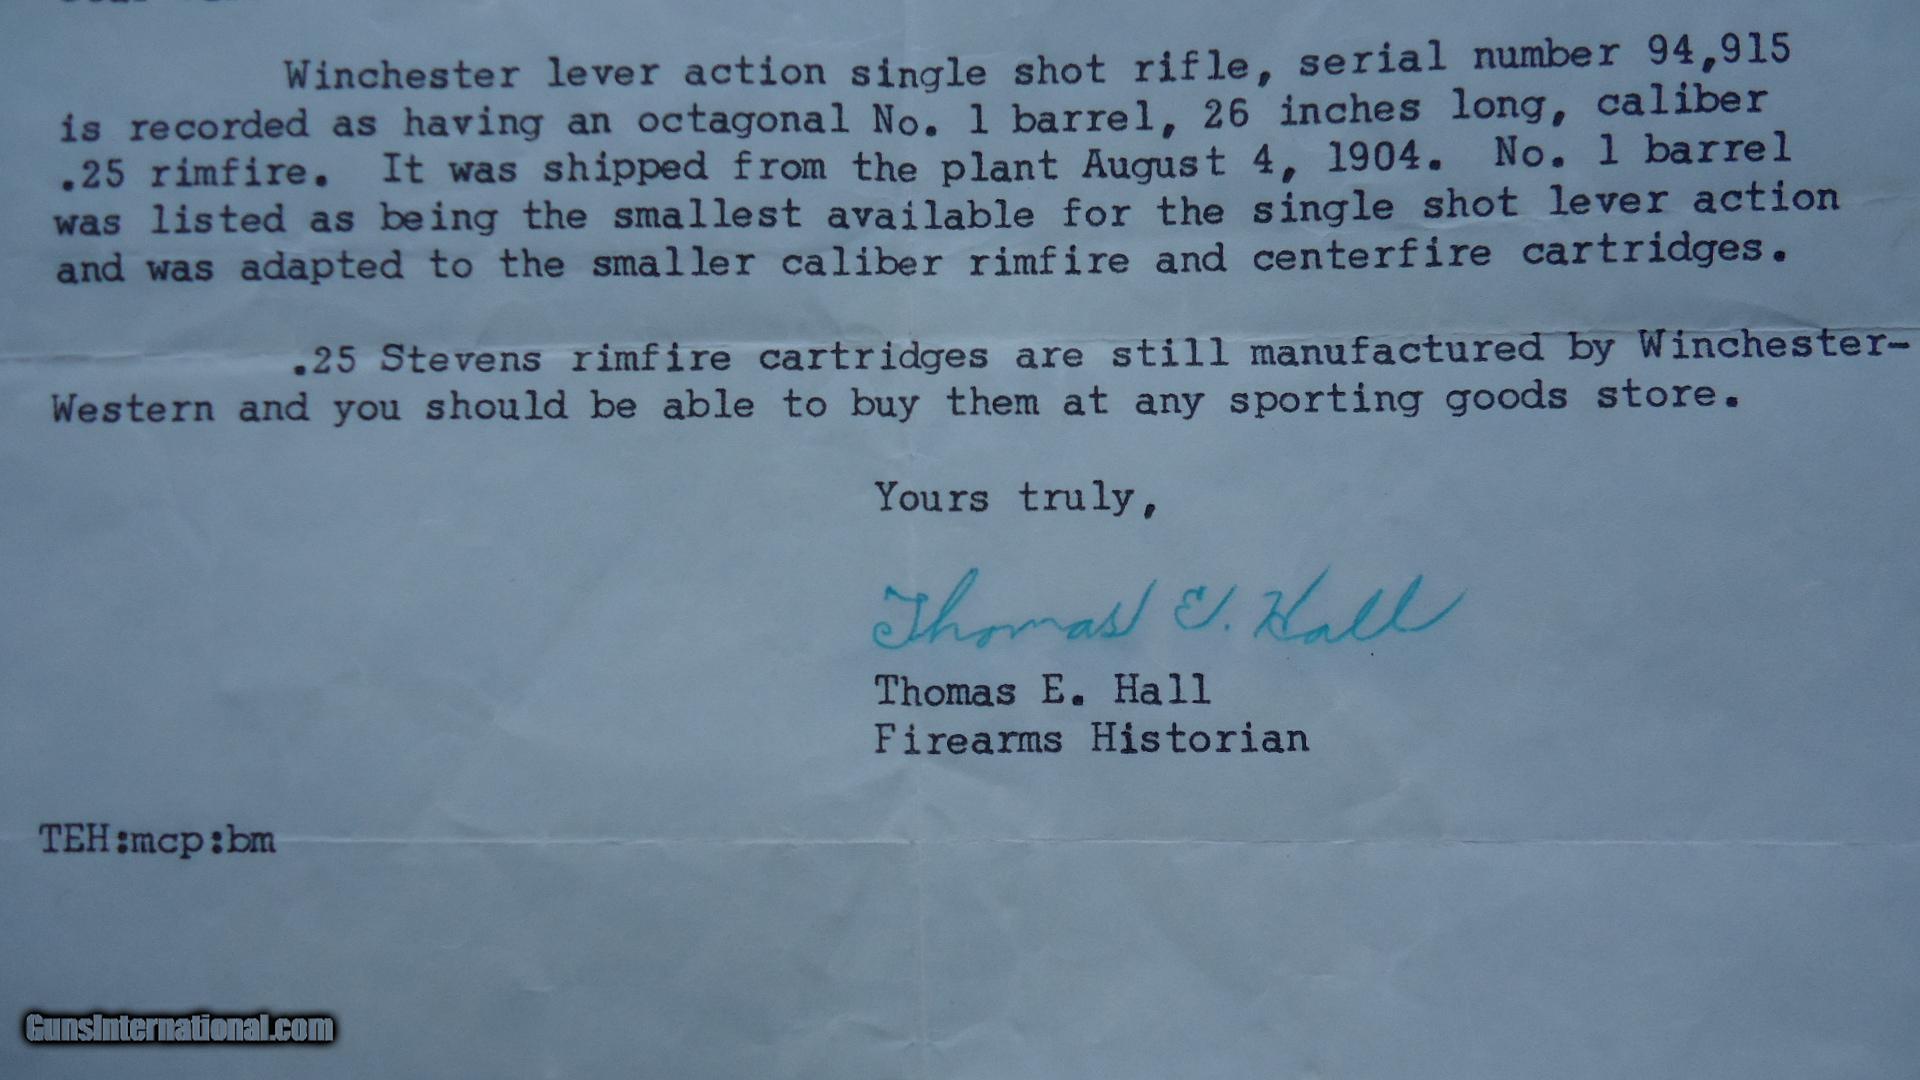 Winchester lever action single shot rifle, serial number 94,915
is recorded as having an octagonal No. 1 barrel, 26 inches long, caliber
.25 rimfire. It was shipped from the plant August 4, 1904. No. 1 barrel
was listed as being the smallest available for the single shot lever action
and was adapted to the smaller caliber rimfire and centerfire cartridges.
.25 Stevens rimfire cartridges are still manufactured by Winchester-
Western and you should be able to buy them at any sporting goods store.
Yours truly,
Thomas E. Hall
Thomas E. Hall
Firearms Historian
TEH:mcp:bm
GunsInternational.com